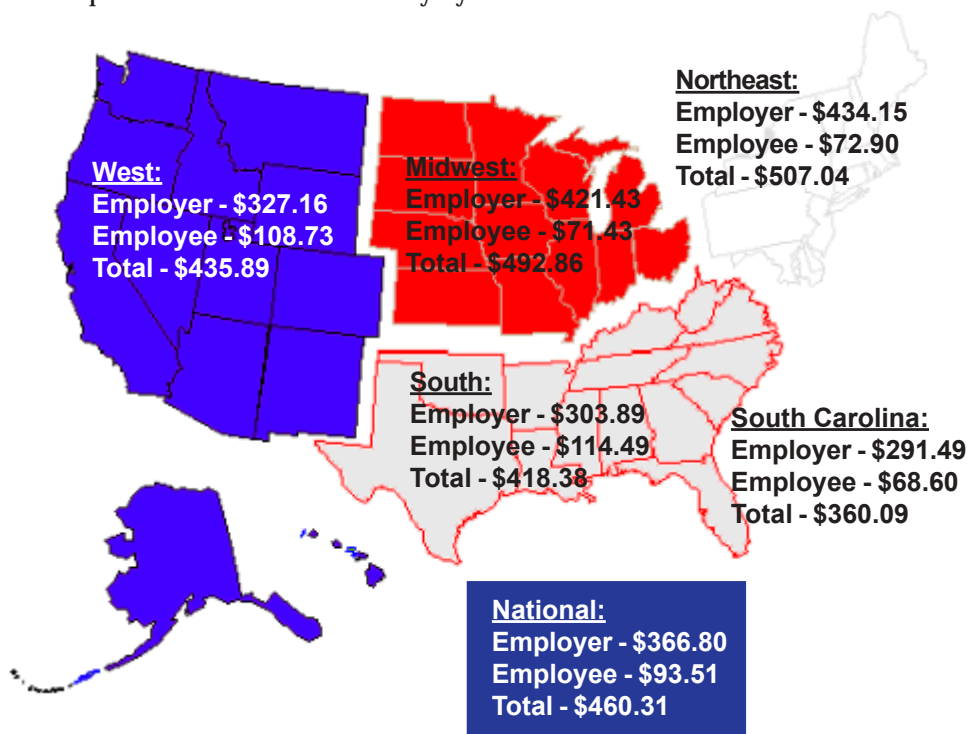 Northeast:
Employer - $434.15
Employee - $72.90
Total - $507.04
West:
Employer - $327.16
Employee - $108.73
Total - $435.89
Midwest:
Employer - $421.43
Employee - $71.43
Total - $492.86
South:
Employer - $303.89
Employee - $114.49
Total - $418.38
South Carolina:
Employer - $291.49
Employee - $68.60
Total - $360.09
National:
Employer - $366.80
Employee - $93.51
Total - $460.31